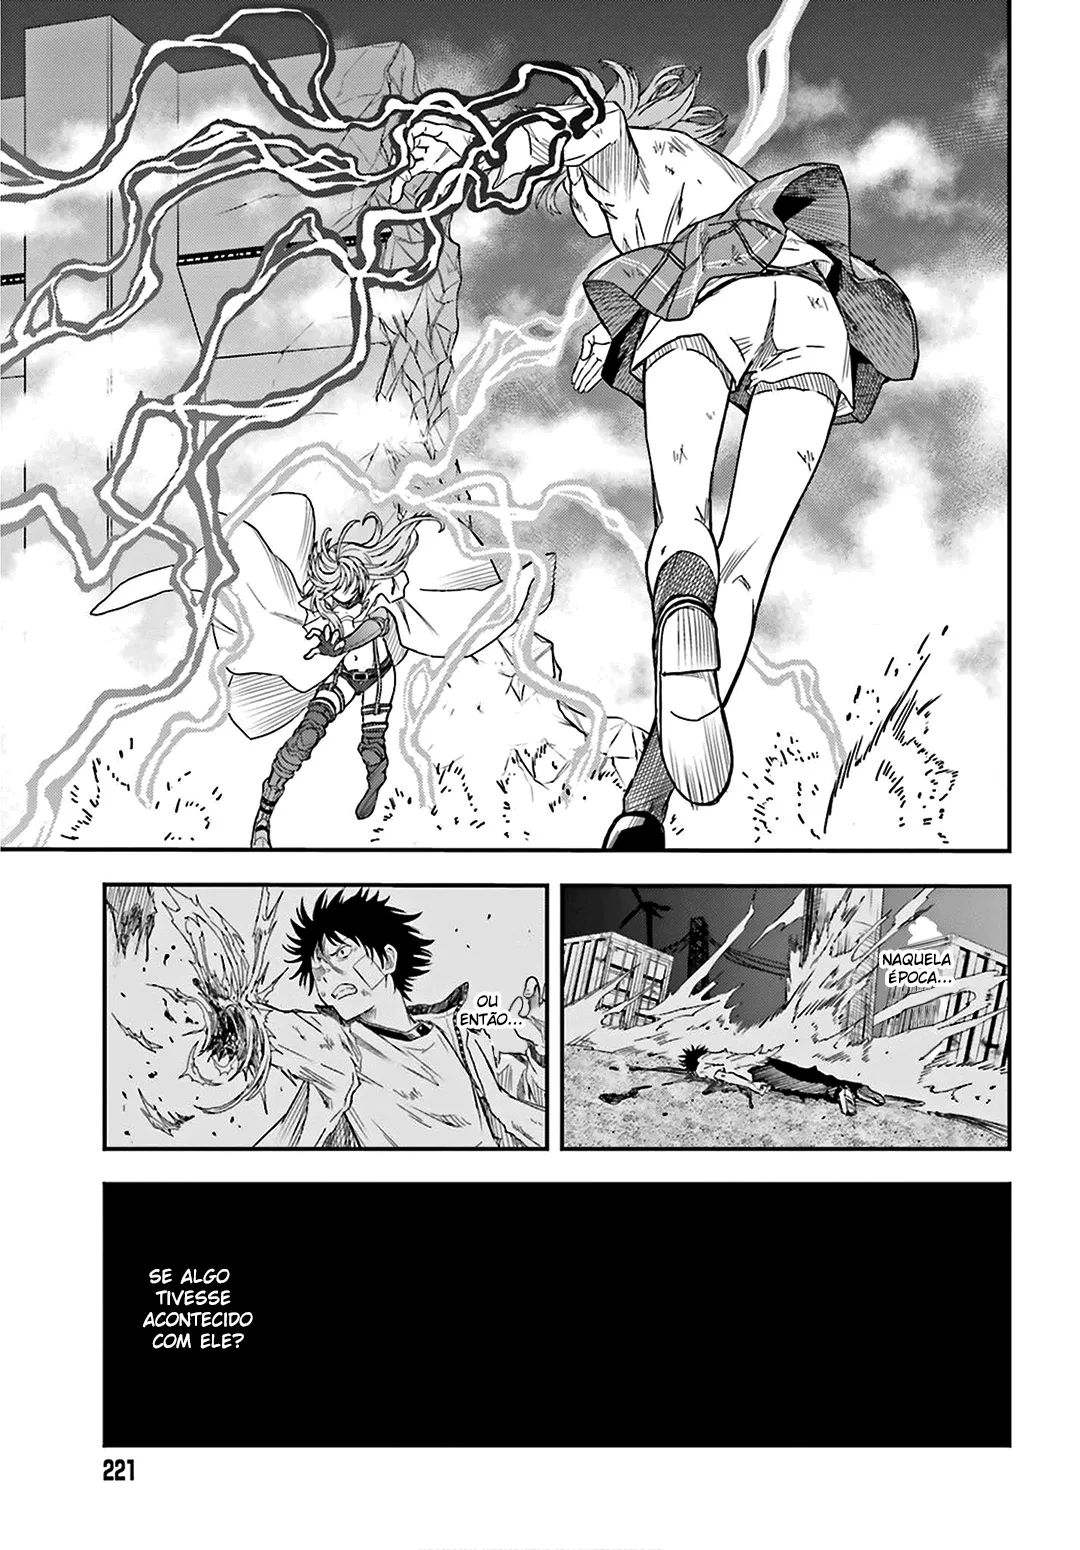 NAQUELA
ÉPOCA...
OU
ENTÃO...
SE ALGO
TIVESSE
ACONTECIDO
COM ELE?
221